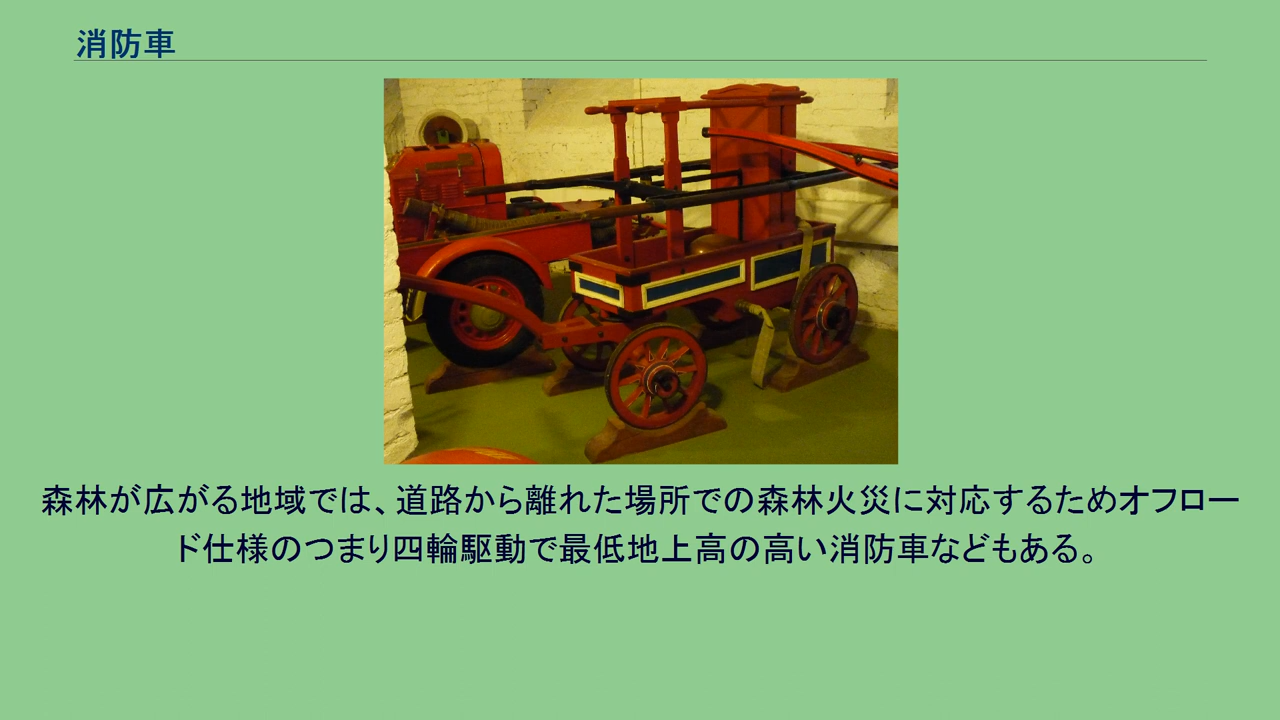 消防車
森林が広がる地域では、道路から離れた場所での森林火災に対応するためオフロー
ド仕様のつまり四輪駆動で最低地上高の高い消防車などもある。